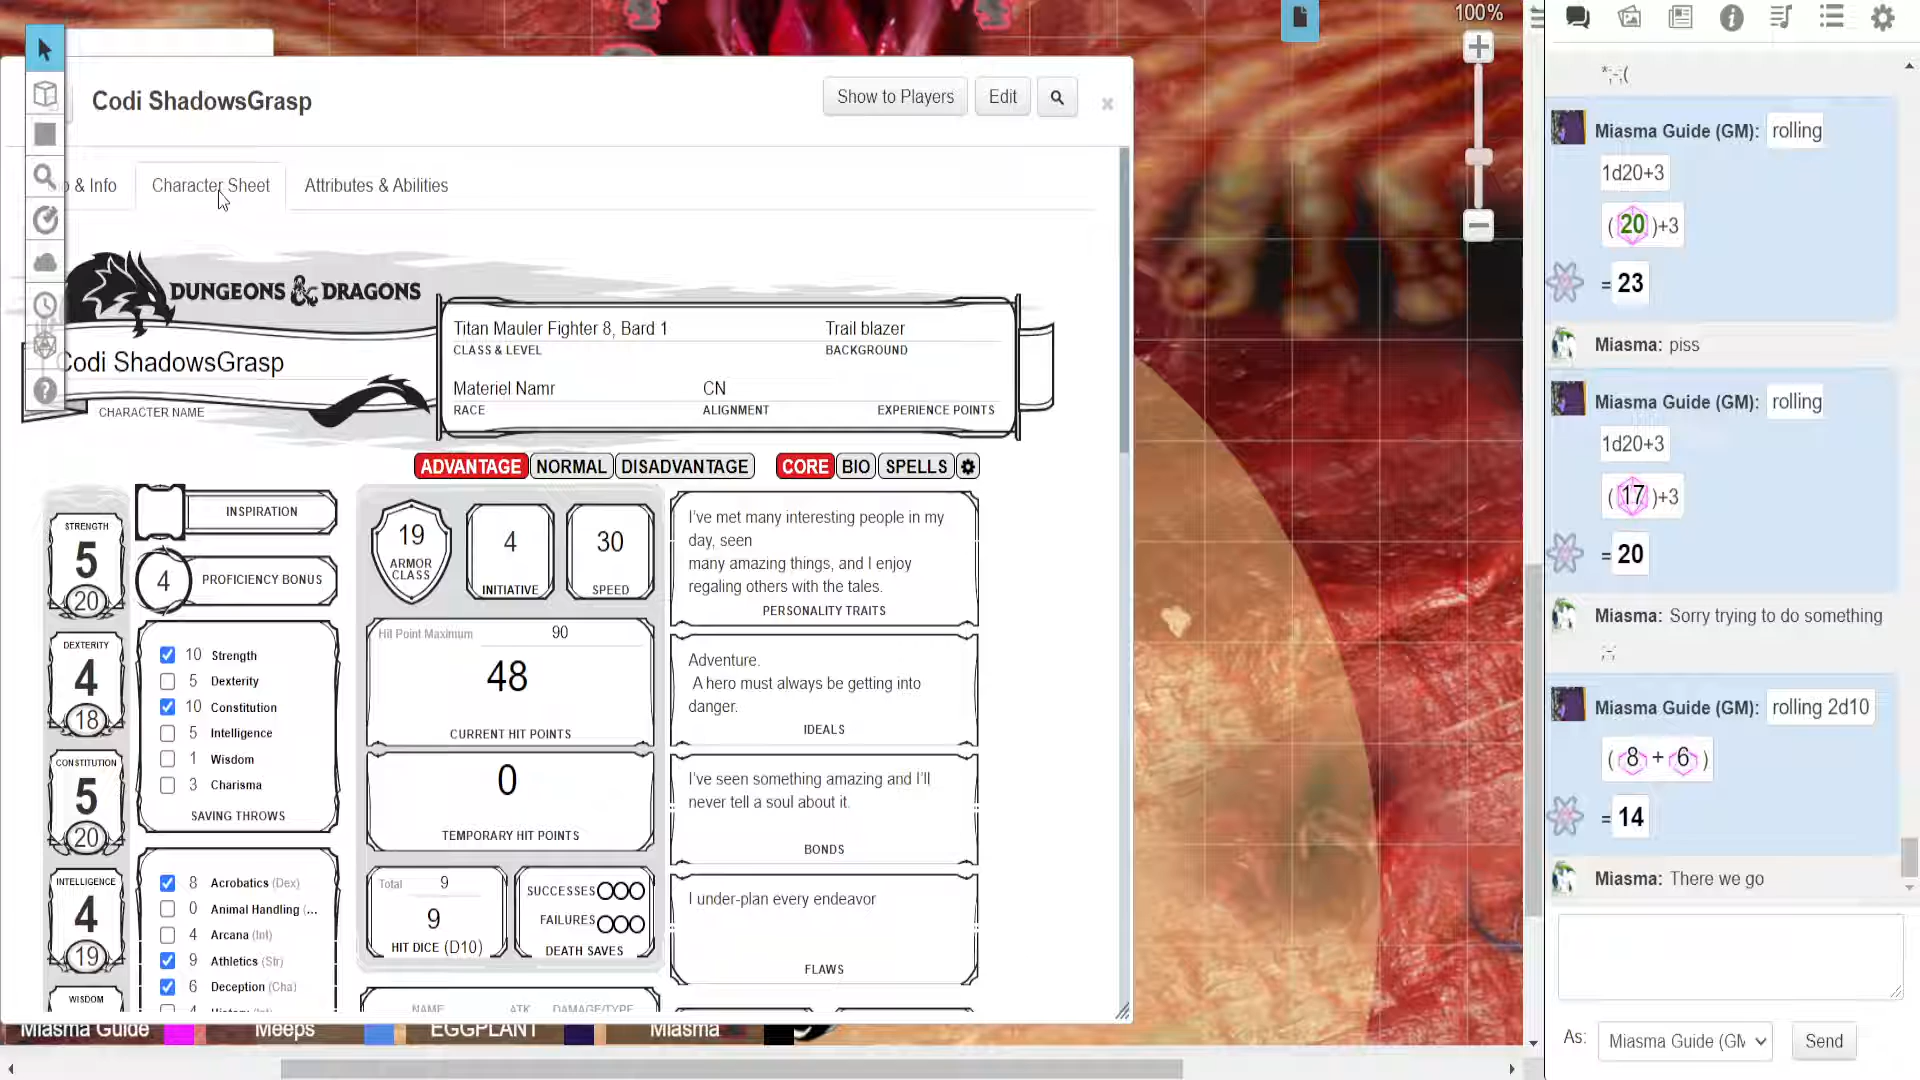 100%
Codi ShadowsGrasp
Show to Players
Edit
& Info
Character Sheet
Attributes & Abilities
DUNGEONS & DRAGONS
Titan Mauler Fighter 8, Bard 1
Trail blazer
CLASS & LEVEL
BACKGROUND
Codi ShadowsGrasp
Materiel Namr
CN
RACE
ALIGNMENT
EXPERIENCE POINTS
CHARACTER NAME
ADVANTAGE
NORMAL
DISADVANTAGE
CORE
BIO
SPELLS
STRENGTH
5
20
DEXTERITY
4
18
CONSTITUTION
5
20
INTELLIGENCE
4
19
WISDOM
INSPIRATION
4
PROFICIENCY BONUS
10 Strength
5 Dexterity
10 Constitution
5 Intelligence
1 Wisdom
3 Charisma
SAVING THROWS
8 Acrobatics (Dex)
0 Animal Handling (...
4 Arcana (Int)
9 Athletics (Str)
6 Deception (Cha)
4 History (Int)
19
ARMOR
CLASS
4
INITIATIVE
30
SPEED
Hit Point Maximum 90
48
CURRENT HIT POINTS
0
TEMPORARY HIT POINTS
Total 9
9
HIT DICE (D10)
SUCCESSES
FAILURES
DEATH SAVES
NAME ATK DAMAGE/TYPE
I've met many interesting people in my
day, seen
many amazing things, and I enjoy
regaling others with the tales.
PERSONALITY TRAITS
Adventure.
A hero must always be getting into
danger.
IDEALS
I've seen something amazing and I'll
never tell a soul about it.
BONDS
I under-plan every endeavor
FLAWS
Miasma Guide
Meeps
EGGPLANT
Miasma
*;-;(
Miasma Guide (GM): rolling
1d20+3
(20)+3
=23
Miasma: piss
Miasma Guide (GM): rolling
1d20+3
(17)+3
=20
Miasma: Sorry trying to do something
;-;
Miasma Guide (GM): rolling 2d10
(8+6)
=14
Miasma: There we go
As:
Miasma Guide (GM
Send